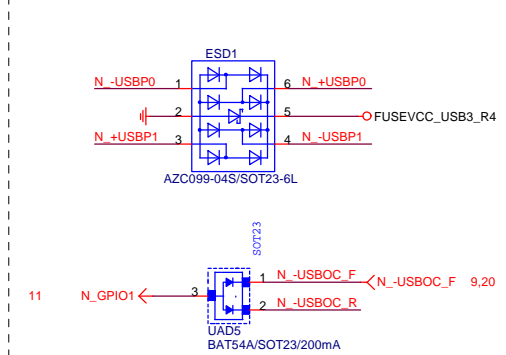 ESD1
N_-USBP0 1 6 N_+USBP0
2 5 FUSEVCC_USB3_R4
N_+USBP1 3 4 N_-USBP1
AZC099-04S/SOT23-6L
SOT23
1 N_-USBOC_F N_-USBOC_F 9,20
11 N_GPIO1 3
2 N_-USBOC_R
UAD5
BAT54A/SOT23/200mA